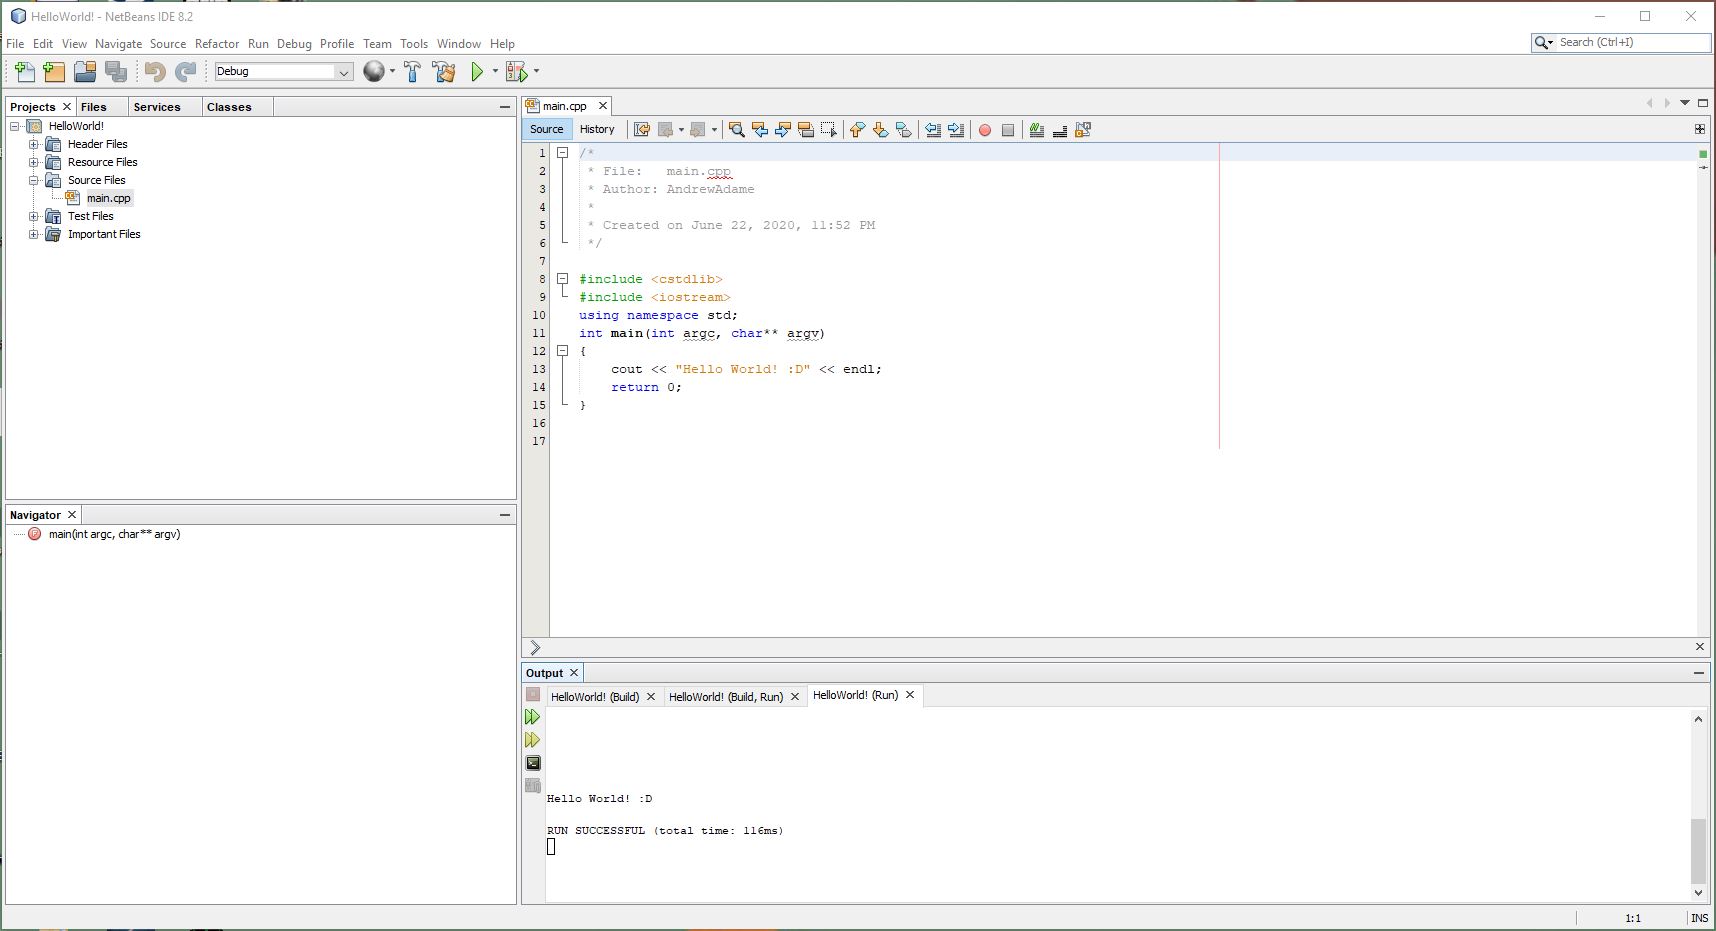 HelloWorld! - NetBeans IDE 8.2
File Edit View Navigate Source Refactor Run Debug Profile Team Tools Window Help
Search (Ctrl+I)
Debug
Projects Files Services Classes
HelloWorld!
Header Files
Resource Files
Source Files
main.cpp
Test Files
Important Files
Navigator
main(int argc, char** argv)
main.cpp
Source History
1 /*
2 * File:   main.cpp
3 * Author: AndrewAdame
4 *
5 * Created on June 22, 2020, 11:52 PM
6 */
7
8 #include <cstdlib>
9 #include <iostream>
10 using namespace std;
11 int main(int argc, char** argv)
12 {
13     cout << "Hello World! :D" << endl;
14     return 0;
15 }
16
17
Output
HelloWorld! (Build) HelloWorld! (Build, Run) HelloWorld! (Run)
Hello World! :D
RUN SUCCESSFUL (total time: 116ms)
1:1 INS